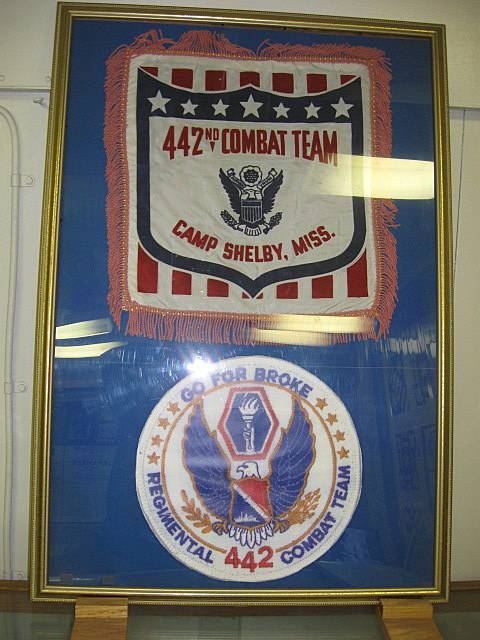 442ND COMBAT TEAM
CAMP SHELBY, MISS.
GO FOR BROKE
REGIMENTAL 442 COMBAT TEAM